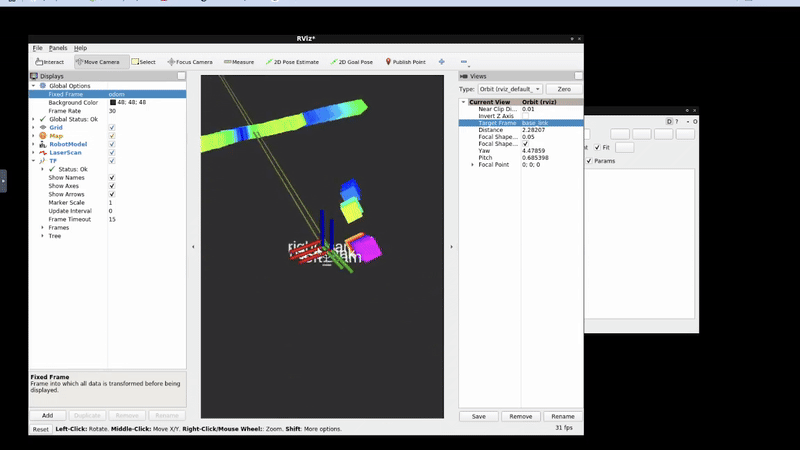 RViz*
File Panels Help
Interact Move Camera Select Focus Camera Measure 2D Pose Estimate 2D Goal Pose Publish Point
Displays
Global Options
Fixed Frame odom
Background Color 48; 48; 48
Frame Rate 30
Global Status: Ok
Grid
Map
RobotModel
LaserScan
TF
Status: Ok
Show Names
Show Axes
Show Arrows
Marker Scale 1
Update Interval 0
Frame Timeout 15
Frames
Tree
Fixed Frame
Frame into which all data is transformed before being
displayed.
Add Duplicate Remove Rename
Reset Left-Click: Rotate. Middle-Click: Move X/Y. Right-Click/Mouse Wheel:: Zoom. Shift: More options. 31 fps
Views
Type: Orbit (rviz_default_ Zero
Current View Orbit (rviz)
Near Clip Di... 0.01
Invert Z Axis
Target Frame base_link
Distance 2.28207
Focal Shape... 0.05
Focal Shape...
Yaw 4.47859
Pitch 0.685398
Focal Point 0; 0; 0
Save Remove Rename
D ? - O
Fit
Params